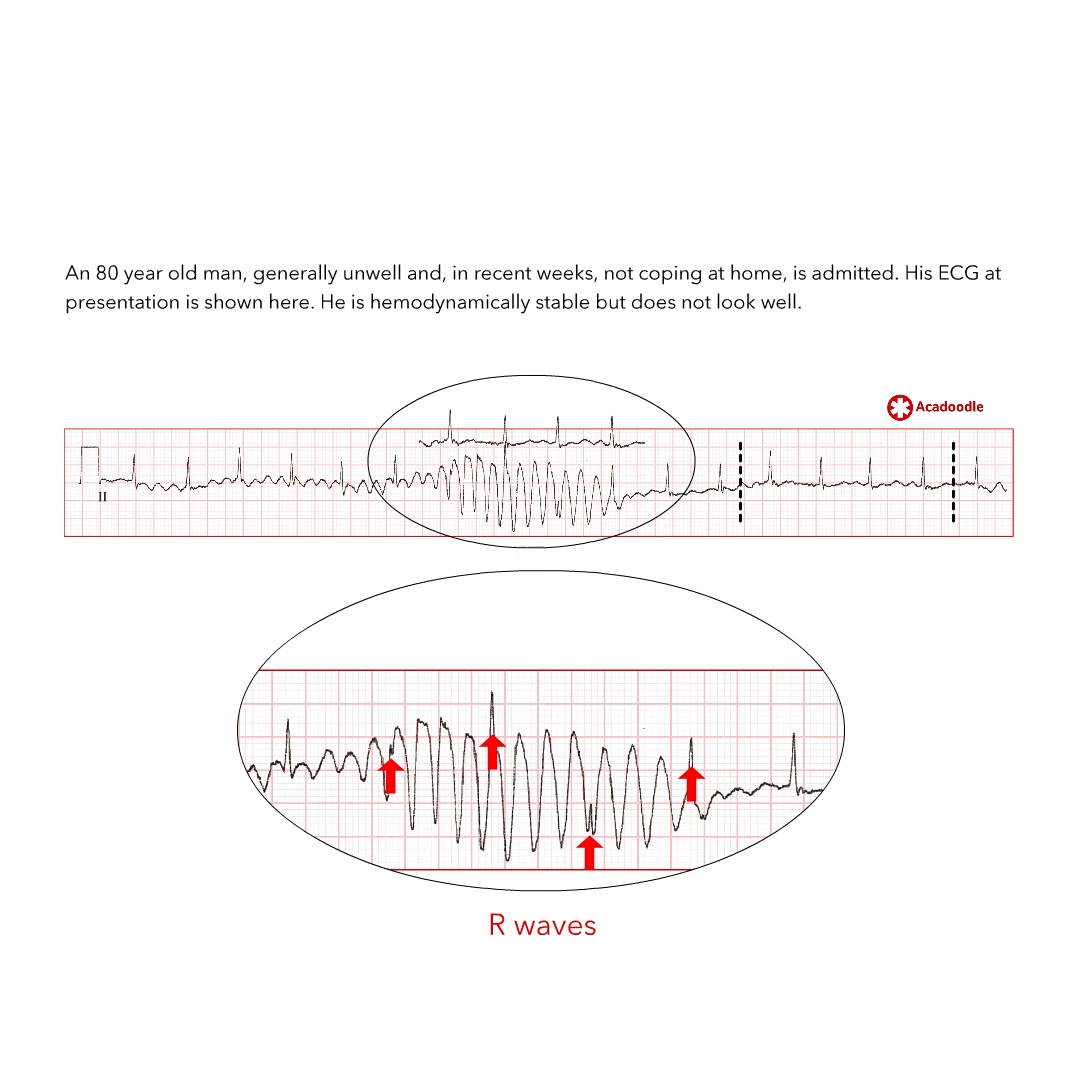 An 80 year old man, generally unwell and, in recent weeks, not coping at home, is admitted. His ECG at
presentation is shown here. He is hemodynamically stable but does not look well.
Acadoodle
II
R waves